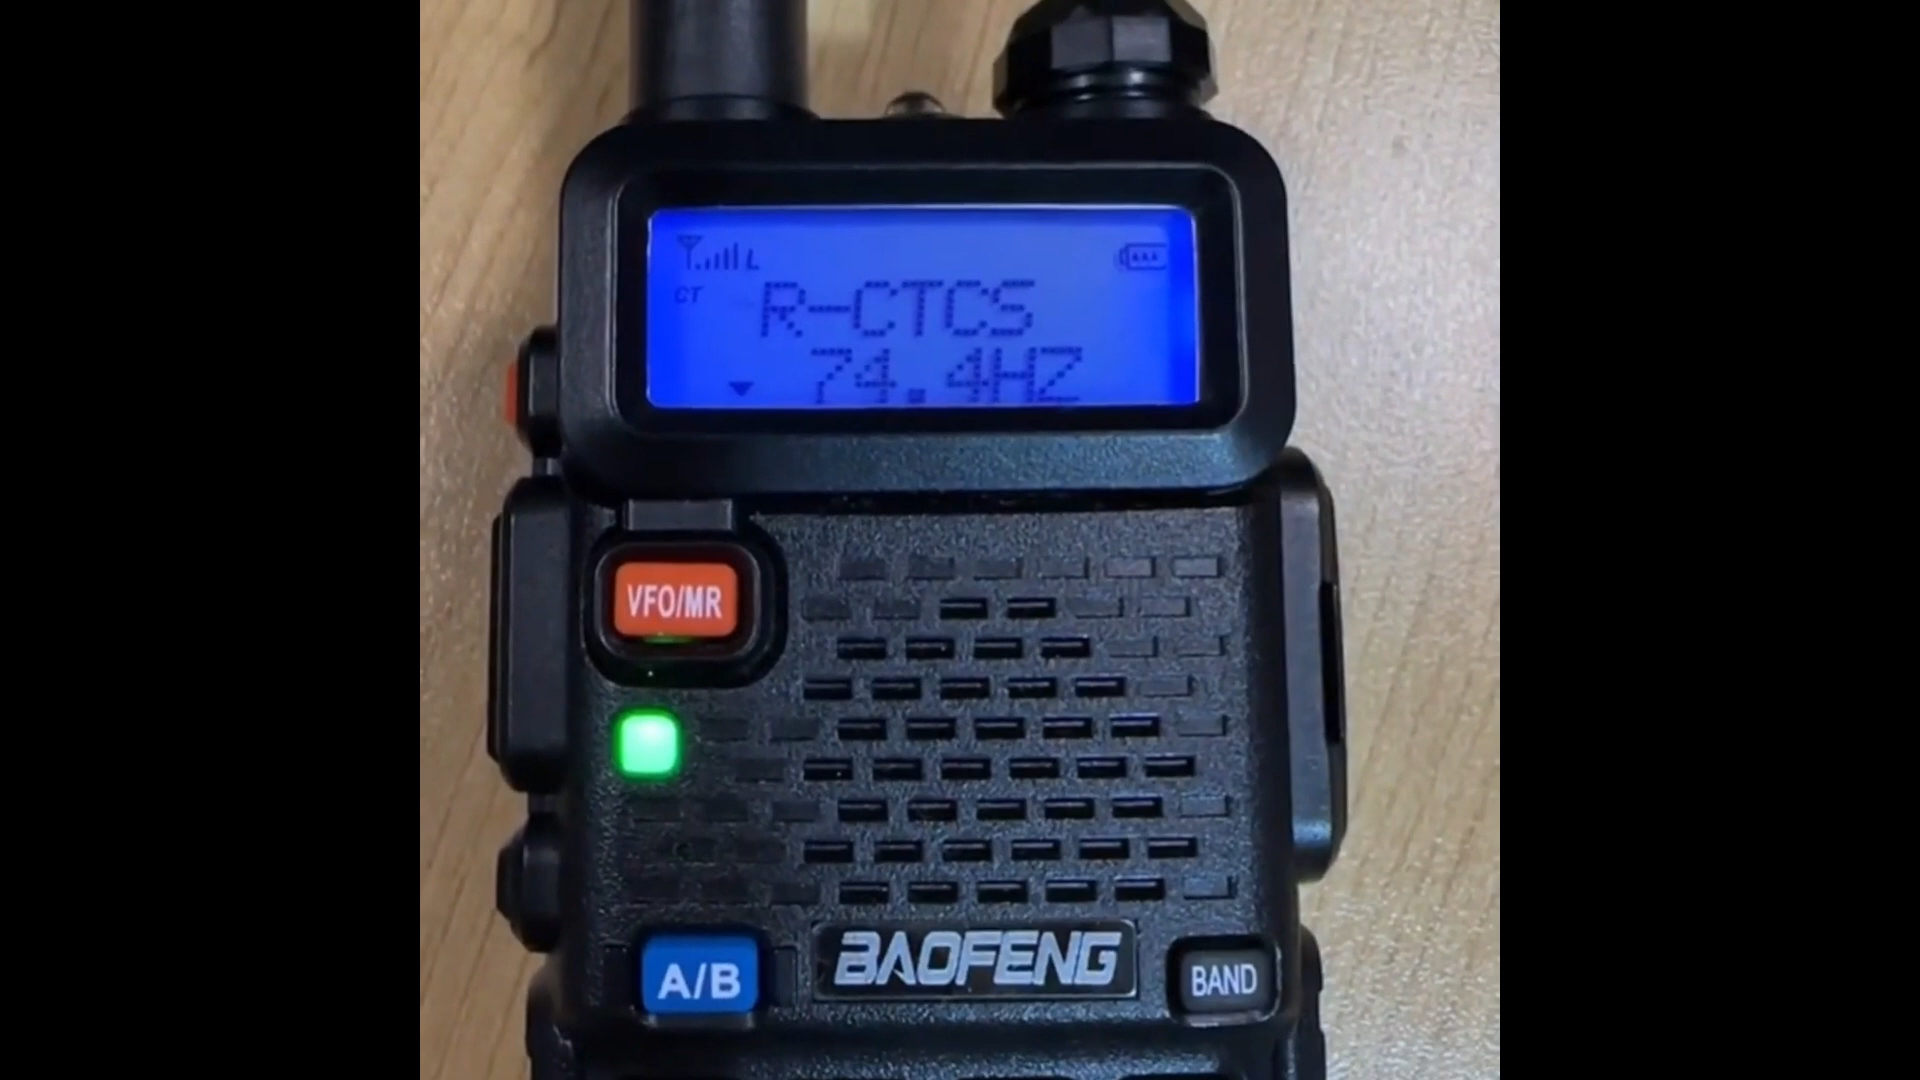 L
CT
R-CTCS
74.4HZ
VFO/MR
A/B
BAOFENG
BAND